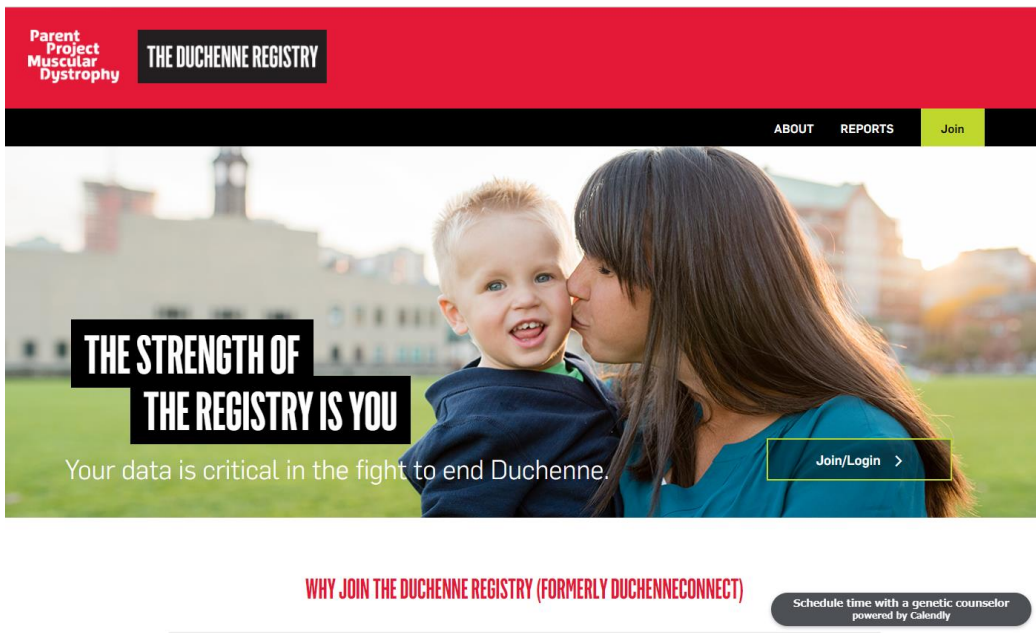 Parent
Project
Muscular
Dystrophy
THE DUCHENNE REGISTRY
ABOUT REPORTS Join
THE STRENGTH OF
THE REGISTRY IS YOU
Your data is critical in the fight to end Duchenne.
Join/Login >
WHY JOIN THE DUCHENNE REGISTRY (FORMERLY DUCHENNECONNECT)
Schedule time with a genetic counselor
powered by Calendly